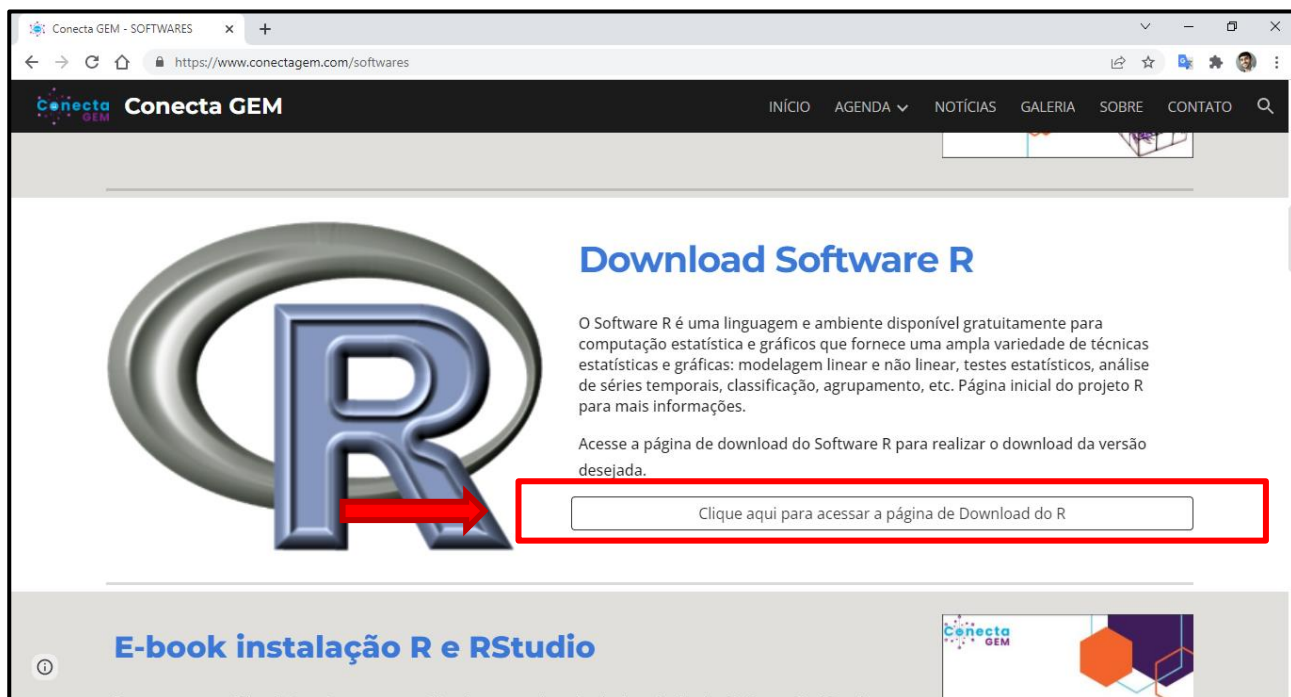 Conecta GEM - SOFTWARES
https://www.conectagem.com/softwares
Conecta GEM
Conecta GEM
INÍCIO AGENDA NOTÍCIAS GALERIA SOBRE CONTATO
R
Download Software R
O Software R é uma linguagem e ambiente disponível gratuitamente para
computação estatística e gráficos que fornece uma ampla variedade de técnicas
estatísticas e gráficas: modelagem linear e não linear, testes estatísticos, análise
de séries temporais, classificação, agrupamento, etc. Página inicial do projeto R
para mais informações.
Acesse a página de download do Software R para realizar o download da versão
desejada.
Clique aqui para acessar a página de Download do R
E-book instalação R e RStudio
Conecta
GEM